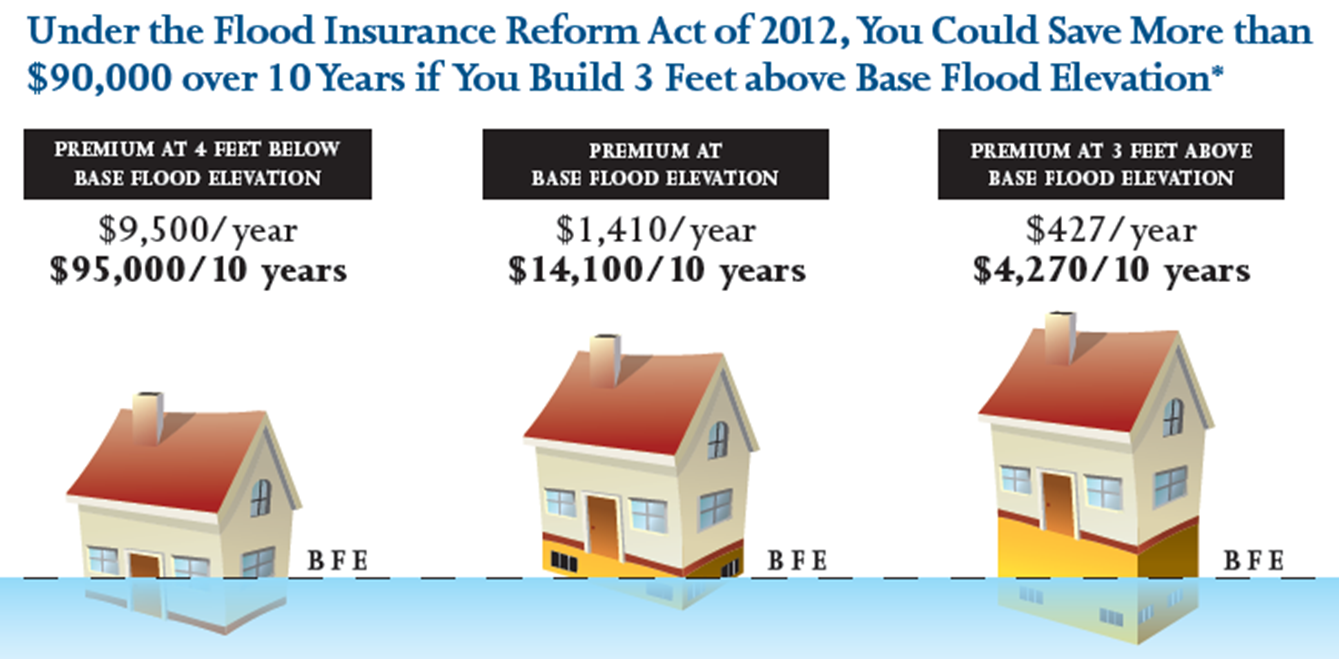 Under the Flood Insurance Reform Act of 2012, You Could Save More than
$90,000 over 10 Years if You Build 3 Feet above Base Flood Elevation*
PREMIUM AT 4 FEET BELOW
BASE FLOOD ELEVATION
$9,500/year
$95,000/10 years
PREMIUM AT
BASE FLOOD ELEVATION
$1,410/year
$14,100/10 years
PREMIUM AT 3 FEET ABOVE
BASE FLOOD ELEVATION
$427/year
$4,270/10 years
BFE
BFE
BFE